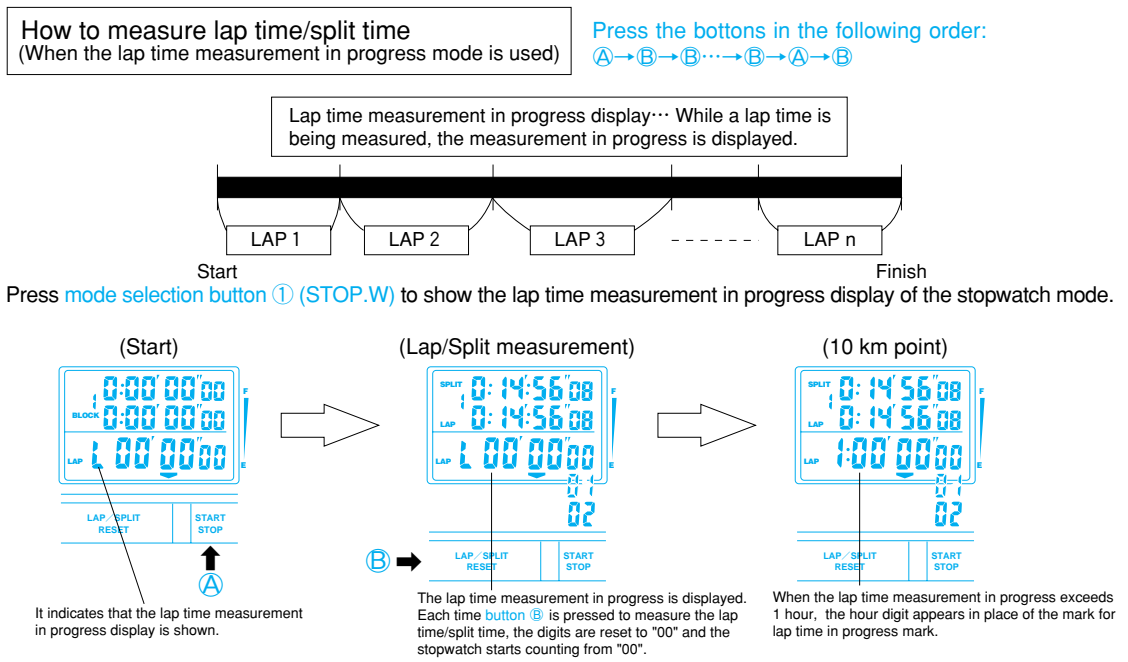 How to measure lap time/split time
(When the lap time measurement in progress mode is used)
Press the bottons in the following order:
Ⓐ→Ⓑ→Ⓑ⋯→Ⓑ→Ⓐ→Ⓑ
Lap time measurement in progress display⋯ While a lap time is
being measured, the measurement in progress is displayed.
LAP 1
LAP 2
LAP 3
LAP n
Start
Finish
Press mode selection button ① (STOP.W) to show the lap time measurement in progress display of the stopwatch mode.
(Start)
1
0:00'00"00
BLOCK 0:00'00"00
LAP L 00'00"00
F
E
LAP/SPLIT
RESET
START
STOP
Ⓐ
It indicates that the lap time measurement
in progress display is shown.
(Lap/Split measurement)
SPLIT 0:14'56"08
1
LAP 0:14'56"08
LAP L 00'00"00
01
02
F
E
Ⓑ
LAP/SPLIT
RESET
START
STOP
The lap time measurement in progress is displayed.
Each time button Ⓑ is pressed to measure the lap
time/split time, the digits are reset to "00" and the
stopwatch starts counting from "00".
(10 km point)
SPLIT 0:14'56"08
1
LAP 0:14'56"08
LAP 1:00'00"00
01
02
F
E
LAP/SPLIT
RESET
START
STOP
When the lap time measurement in progress exceeds
1 hour, the hour digit appears in place of the mark for
lap time in progress mark.